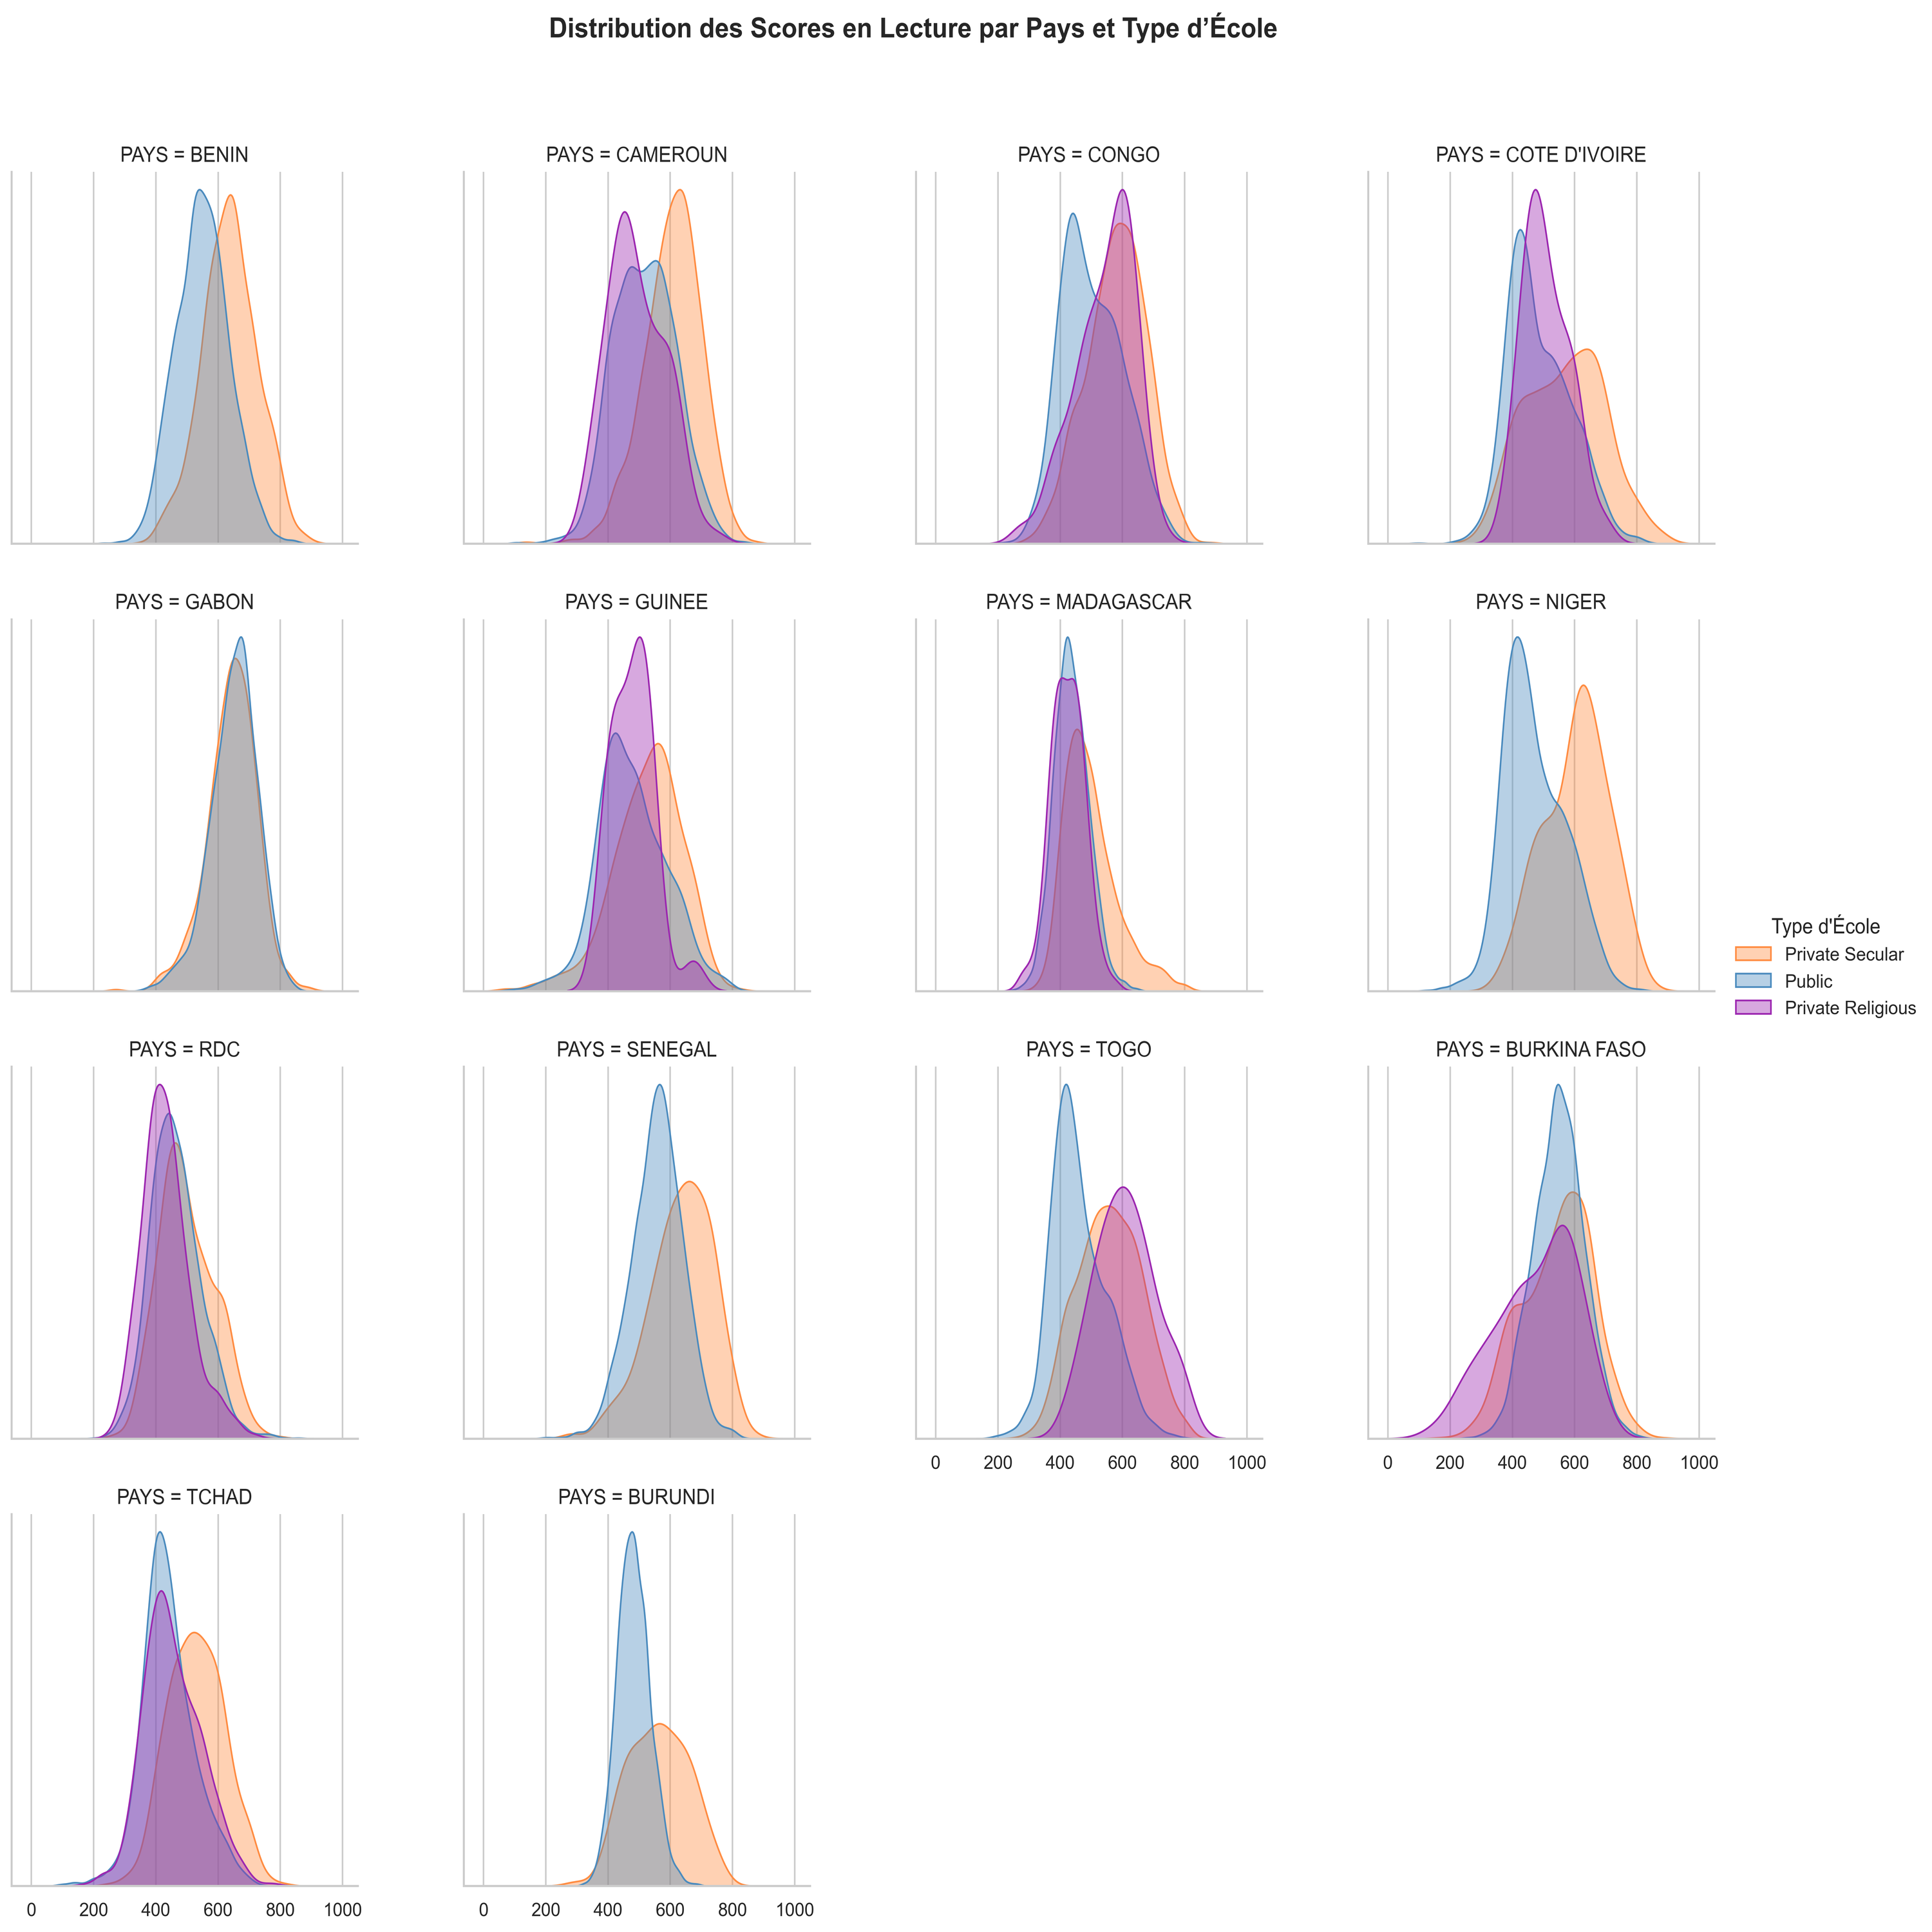 Distribution des Scores en Lecture par Pays et Type d’École
PAYS = BENIN
PAYS = CAMEROUN
PAYS = CONGO
PAYS = COTE D'IVOIRE
PAYS = GABON
PAYS = GUINEE
PAYS = MADAGASCAR
PAYS = NIGER
Type d'École
Private Secular
Public
Private Religious
PAYS = RDC
PAYS = SENEGAL
PAYS = TOGO
PAYS = BURKINA FASO
0 200 400 600 800 1000
0 200 400 600 800 1000
PAYS = TCHAD
PAYS = BURUNDI
0 200 400 600 800 1000
0 200 400 600 800 1000